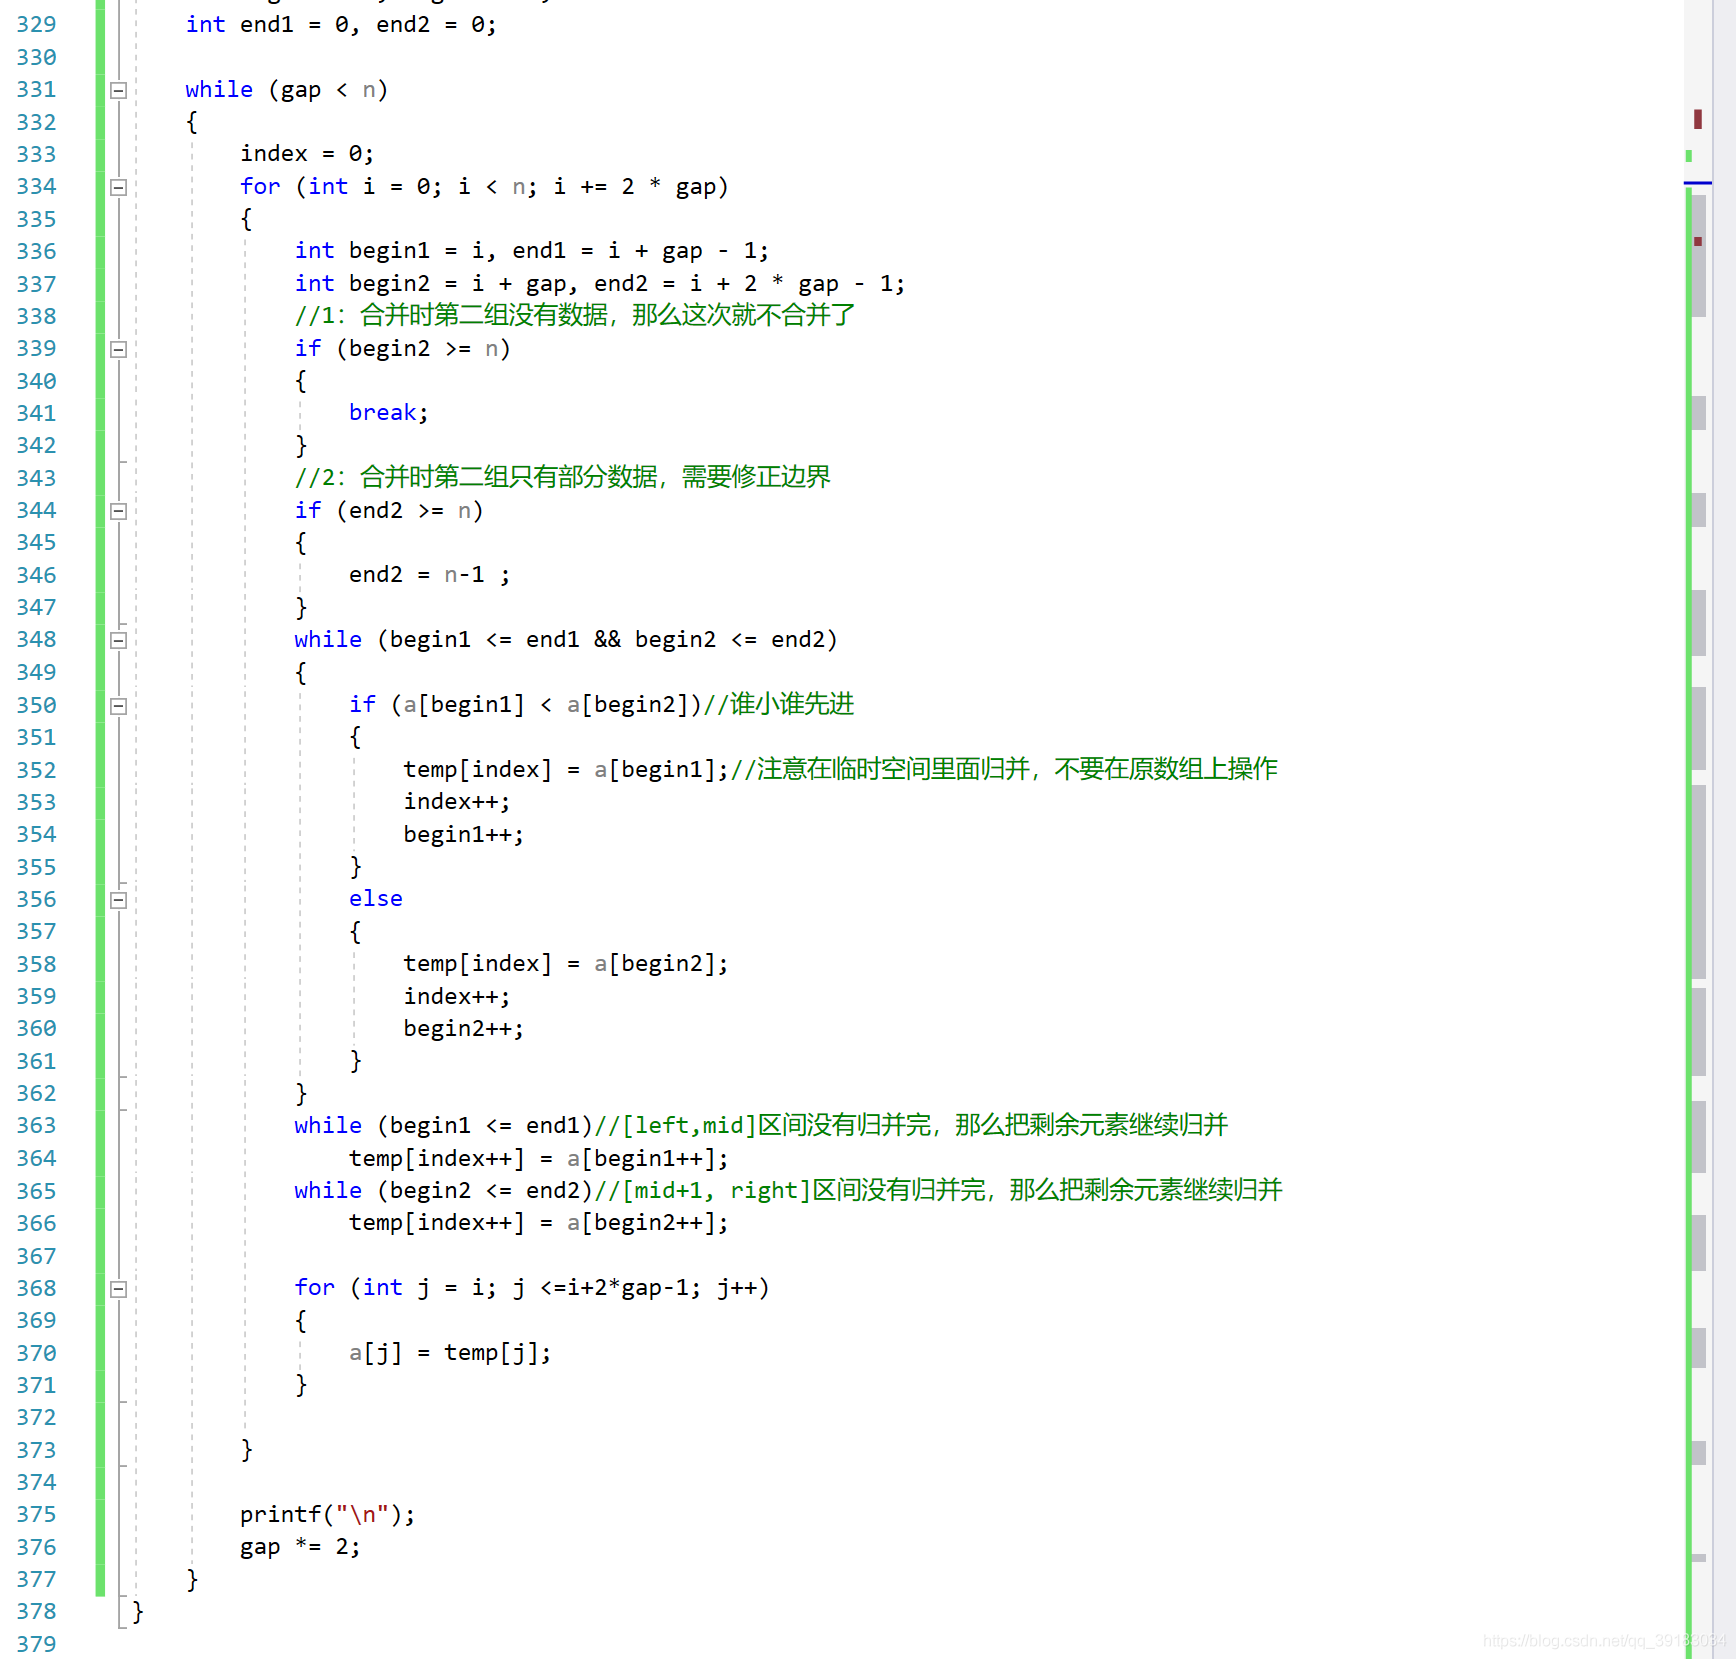 329 int end1 = 0, end2 = 0;
330
331 while (gap < n)
332 {
333 index = 0;
334 for (int i = 0; i < n; i += 2 * gap)
335 {
336 int begin1 = i, end1 = i + gap - 1;
337 int begin2 = i + gap, end2 = i + 2 * gap - 1;
338 //1：合并时第二组没有数据，那么这次就不合并了
339 if (begin2 >= n)
340 {
341 break;
342 }
343 //2：合并时第二组只有部分数据，需要修正边界
344 if (end2 >= n)
345 {
346 end2 = n-1 ;
347 }
348 while (begin1 <= end1 && begin2 <= end2)
349 {
350 if (a[begin1] < a[begin2])//谁小谁先进
351 {
352 temp[index] = a[begin1];//注意在临时空间里面归并，不要在原数组上操作
353 index++;
354 begin1++;
355 }
356 else
357 {
358 temp[index] = a[begin2];
359 index++;
360 begin2++;
361 }
362 }
363 while (begin1 <= end1)//[left,mid]区间没有归并完，那么把剩余元素继续归并
364 temp[index++] = a[begin1++];
365 while (begin2 <= end2)//[mid+1, right]区间没有归并完，那么把剩余元素继续归并
366 temp[index++] = a[begin2++];
367
368 for (int j = i; j <=i+2*gap-1; j++)
369 {
370 a[j] = temp[j];
371 }
372
373 }
374
375 printf("\n");
376 gap *= 2;
377 }
378 }
379
https://blog.csdn.net/qq_39183034